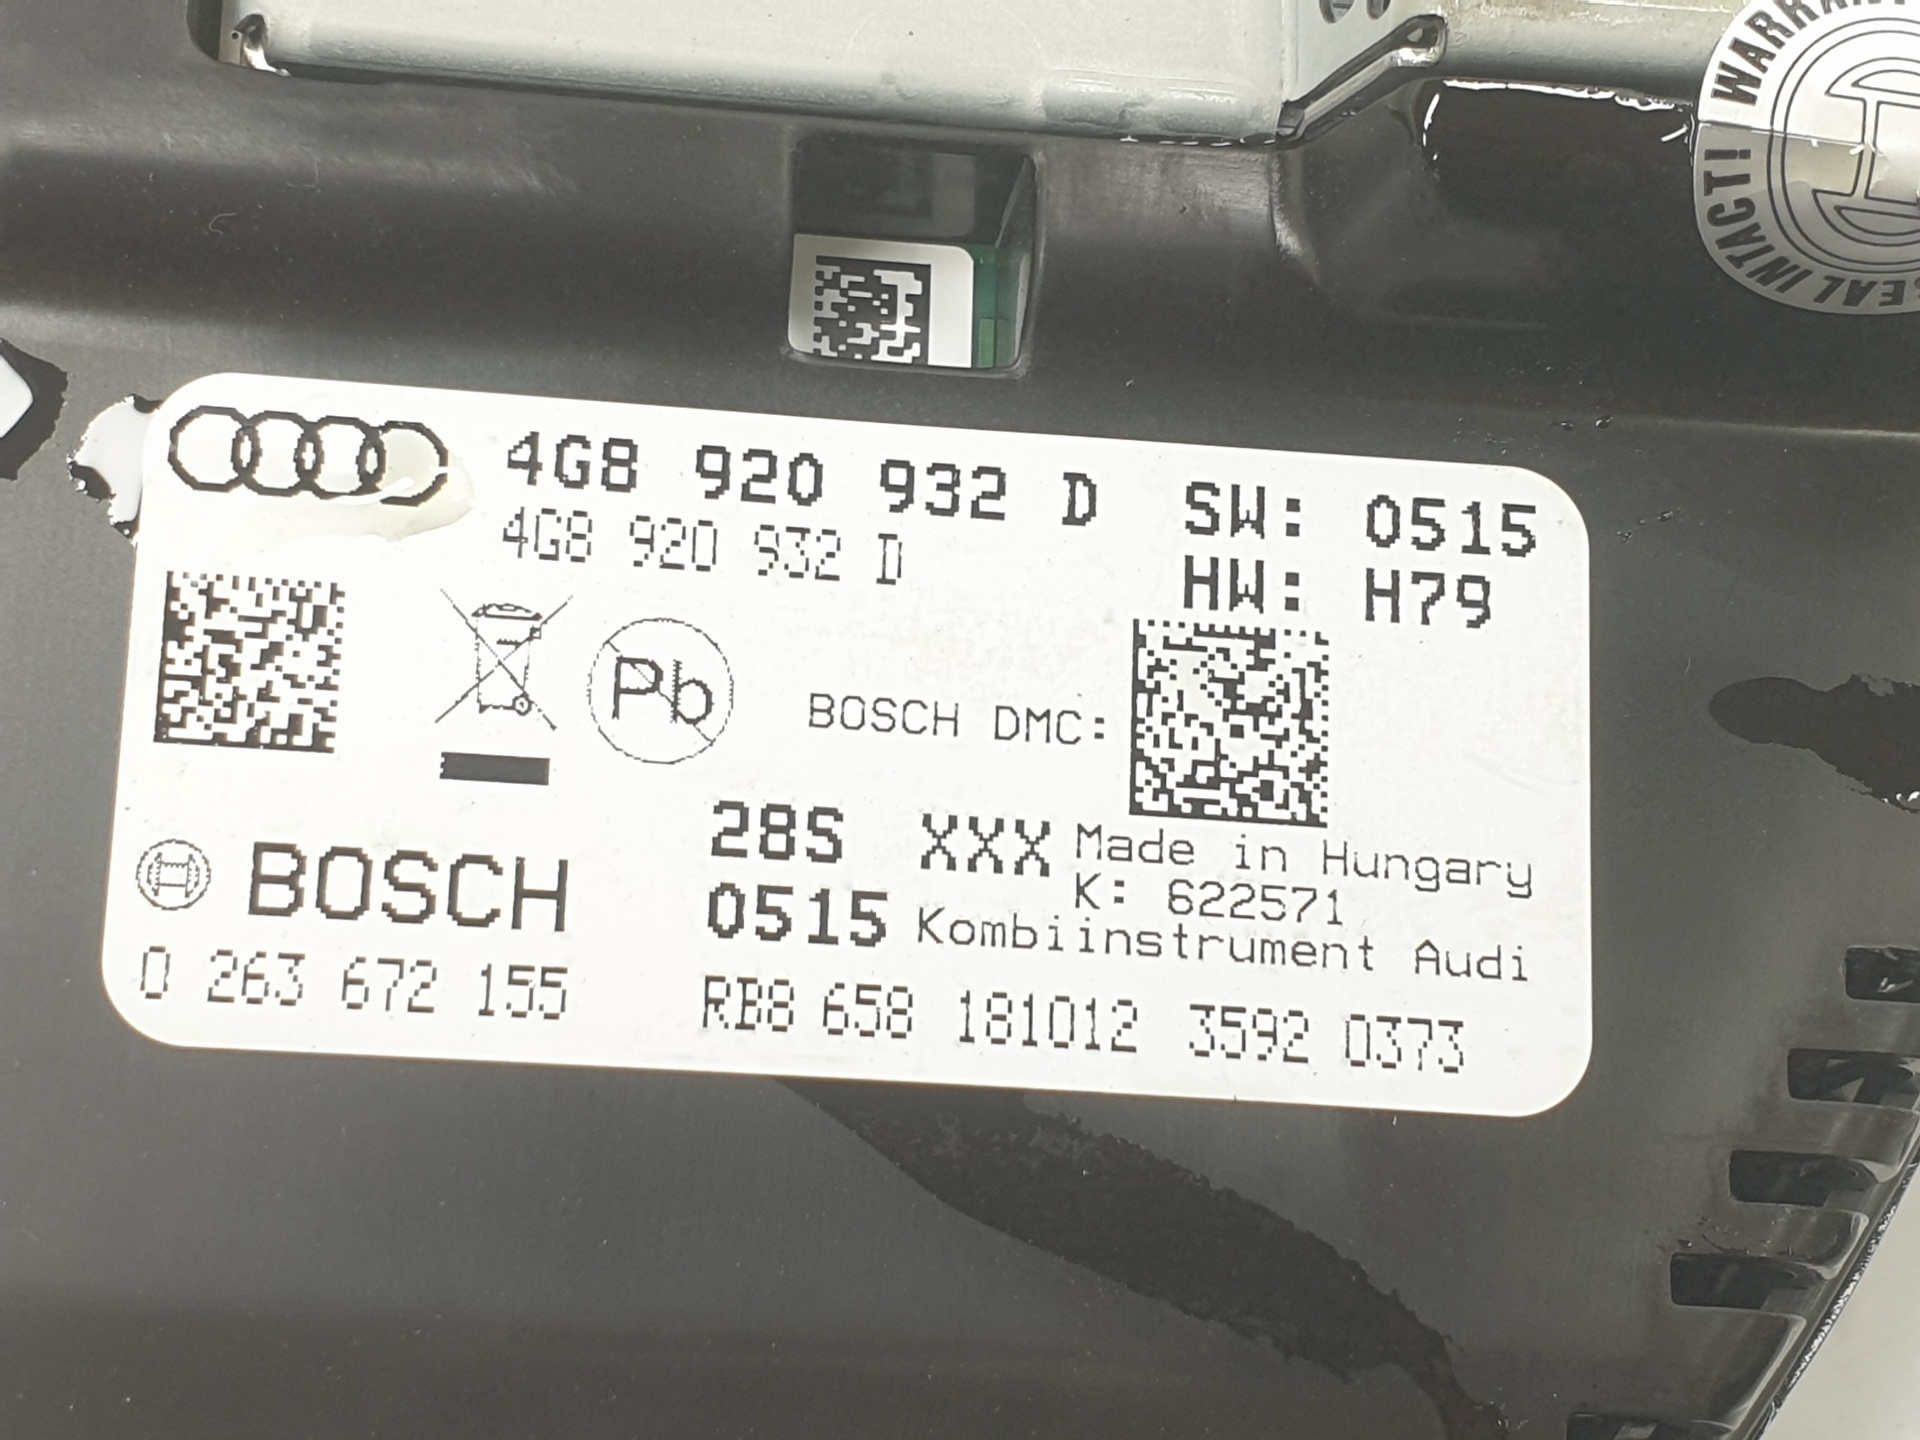 WARRANT
SEAL INTACT!
4G8 920 932 D SW: 0515
4G8 920 932 D HW: H79
Pb
BOSCH DMC:
28S XXX Made in Hungary
K: 622571
BOSCH 0515 Kombiinstrument Audi
0 263 672 155 RB8 658 181012 3592 0373